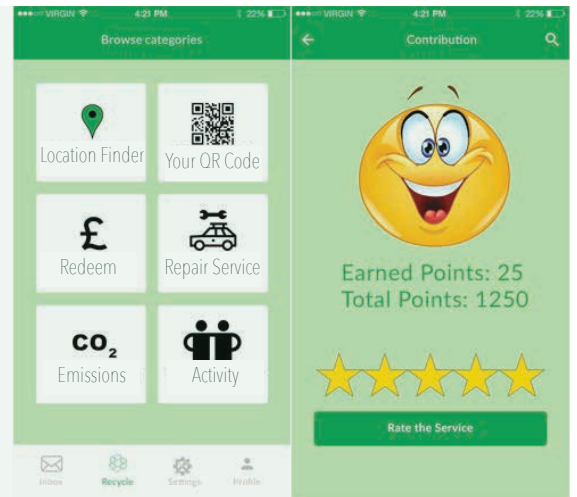 VIRGIN 4:21 PM 22%
Browse categories
Location Finder
Your QR Code
£
Redeem
Repair Service
CO2
Emissions
Activity
Inbox
Recycle
Settings
Profile
VIRGIN 4:21 PM 22%
Contribution
Earned Points: 25
Total Points: 1250
Rate the Service